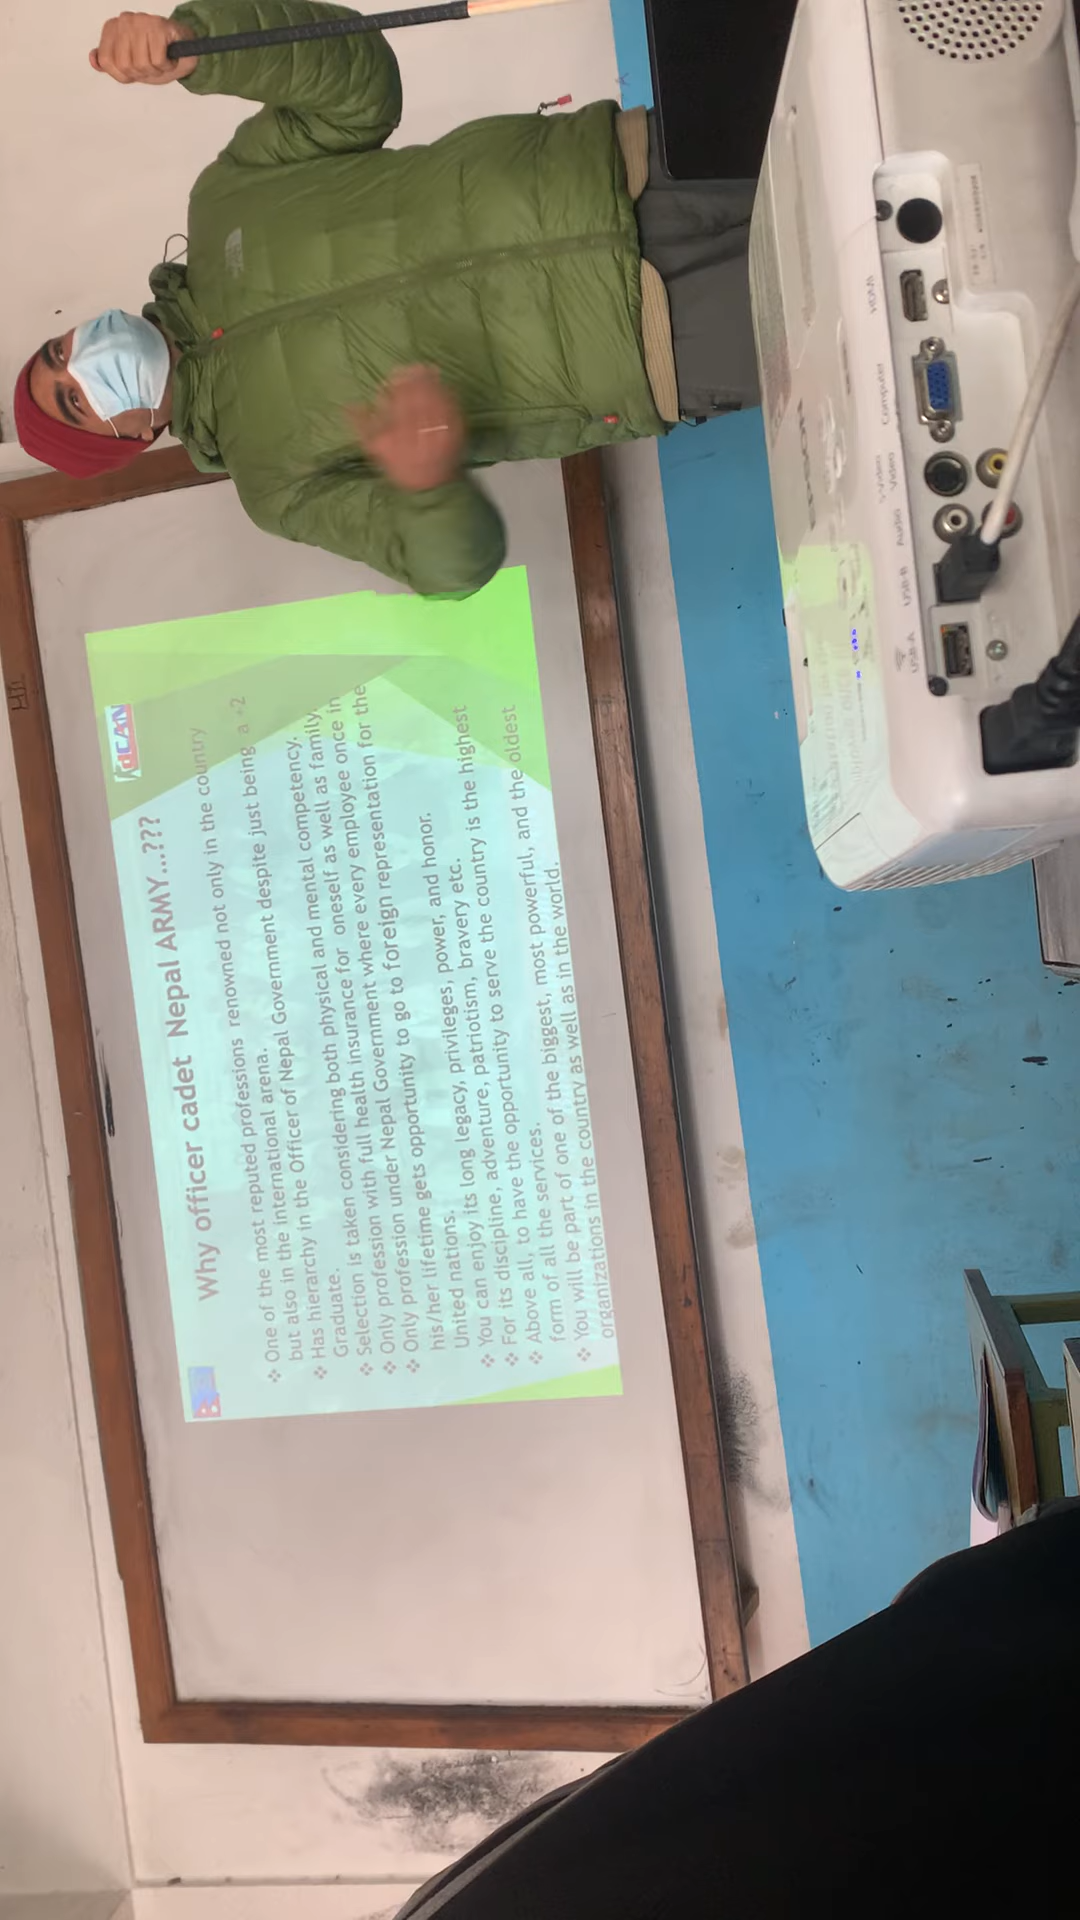 Why officer cadet Nepal ARMY...???
dCAN
❖ One of the most reputed professions renowned not only in the country
but also in the international arena.
❖ Has hierarchy in the Officer of Nepal Government despite just being a +2
Graduate.
❖ Selection is taken considering both physical and mental competency.
❖ Only profession with full health insurance for oneself as well as family.
❖ Only profession under Nepal Government where every employee once in
his/her lifetime gets opportunity to go to foreign representation for the
United nations.
❖ You can enjoy its long legacy, privileges, power, and honor.
❖ For its discipline, adventure, patriotism, bravery etc.
❖ Above all, to have the opportunity to serve the country is the highest
form of all the services.
❖ You will be part of one of the biggest, most powerful, and the oldest
organizations in the country as well as in the world.
EPSON
HDMI
Computer
S-Video
Video
Audio
USB-B
USB-A